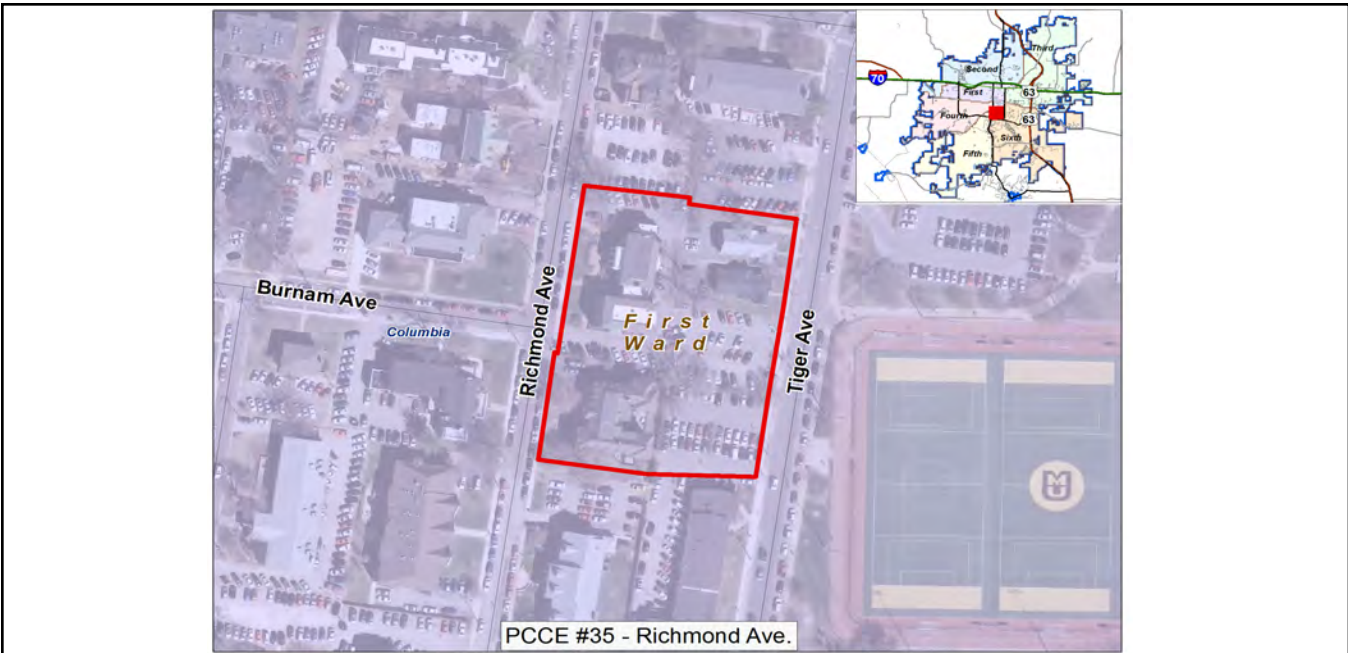 Third
Second
70
First
63
Fourth
63
Sixth
Fifth
Burnam Ave
Columbia
Richmond Ave
First
Ward
Tiger Ave
MU
PCCE #35 - Richmond Ave.